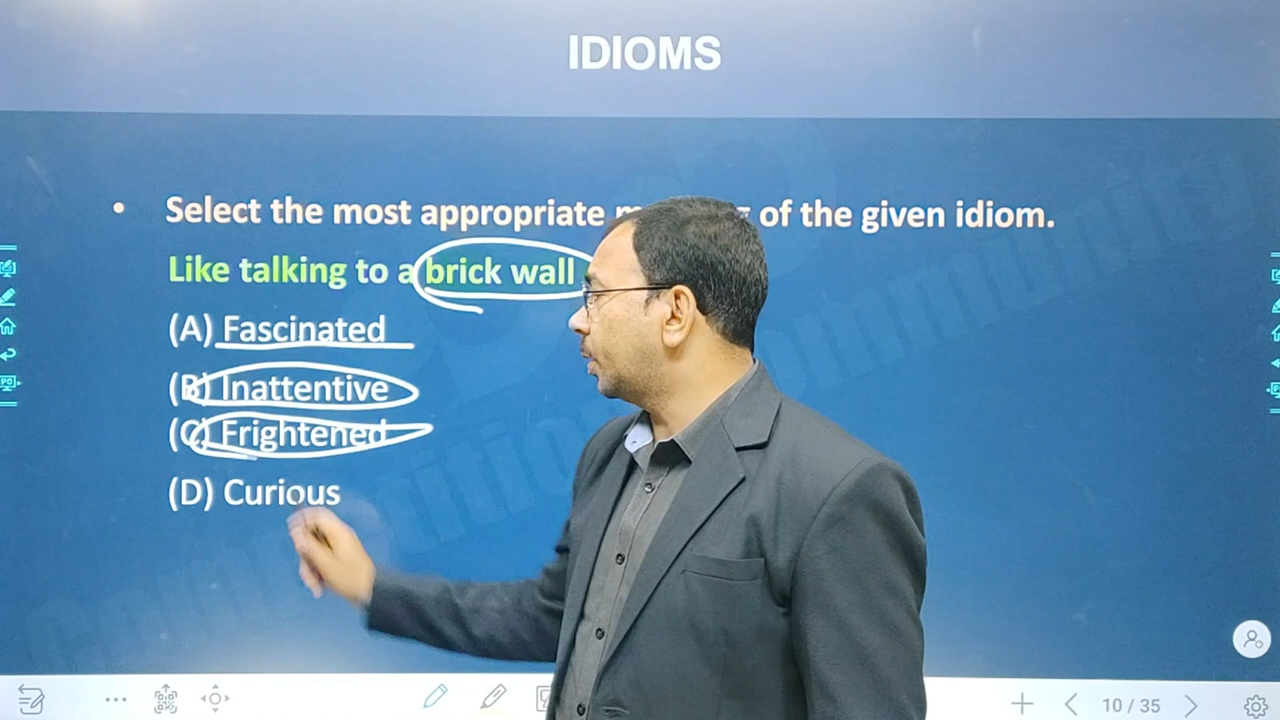 IDIOMS
• Select the most appropriate of the given idiom.
Like talking to a brick wall
(A) Fascinated
(B) Inattentive
(C) Frightened
(D) Curious
Community
10 / 35